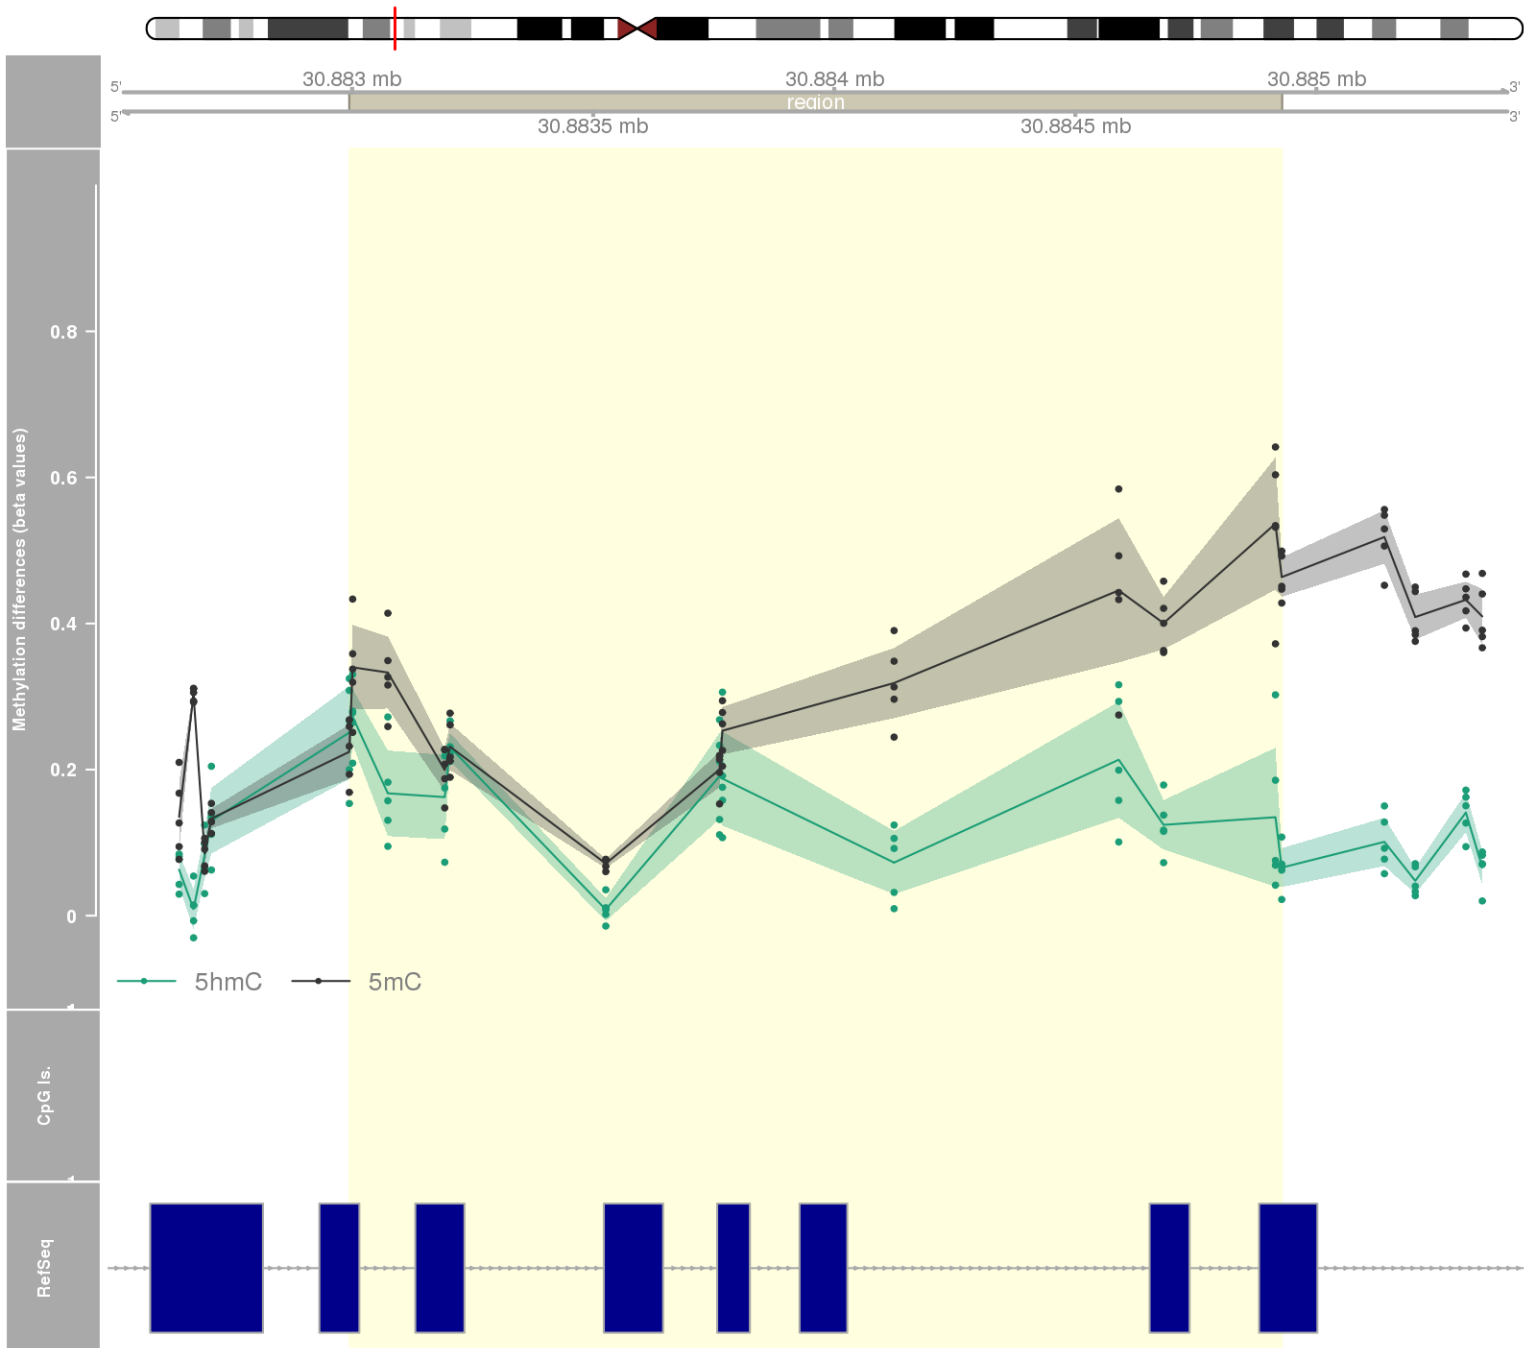 30.883 mb
30.884 mb
30.885 mb
5'
3'
region
5'
3'
30.8835 mb
30.8845 mb
Methylation differences (beta values)
0.8
0.6
0.4
0.2
0
5hmC
5mC
CpG Is.
RefSeq